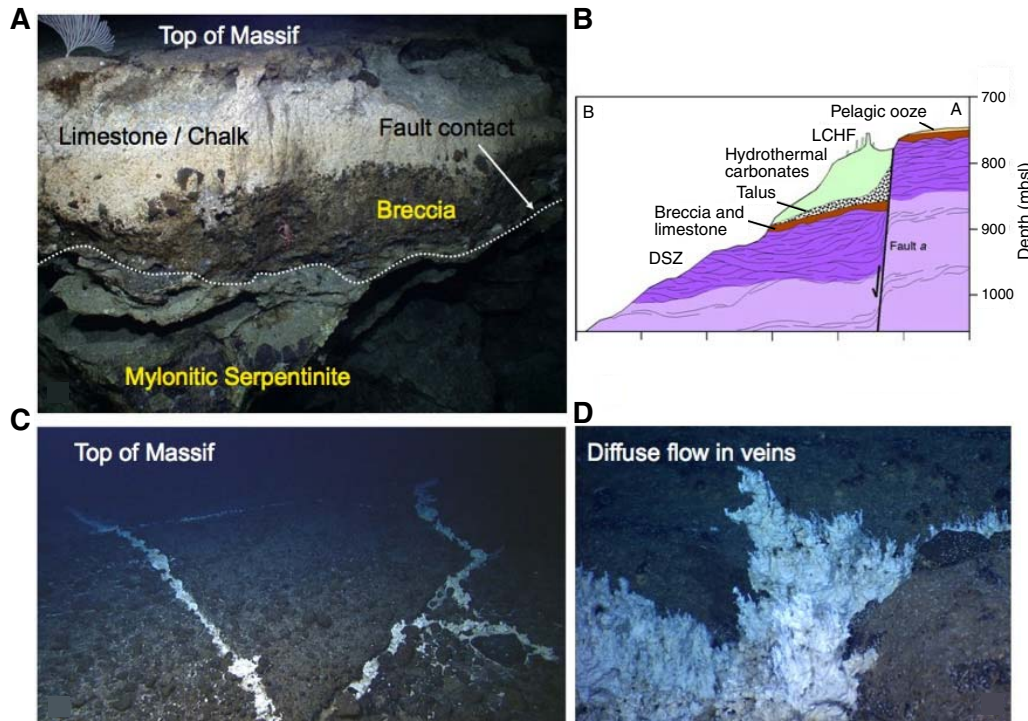 A
Top of Massif
Limestone / Chalk
Fault contact
Breccia
Mylonitic Serpentinite
B
B
A
Pelagic ooze
LCHF
Hydrothermal
carbonates
Talus
Breccia and
limestone
DSZ
Fault a
700
800
900
1000
Depth (mbsl)
C
Top of Massif
D
Diffuse flow in veins